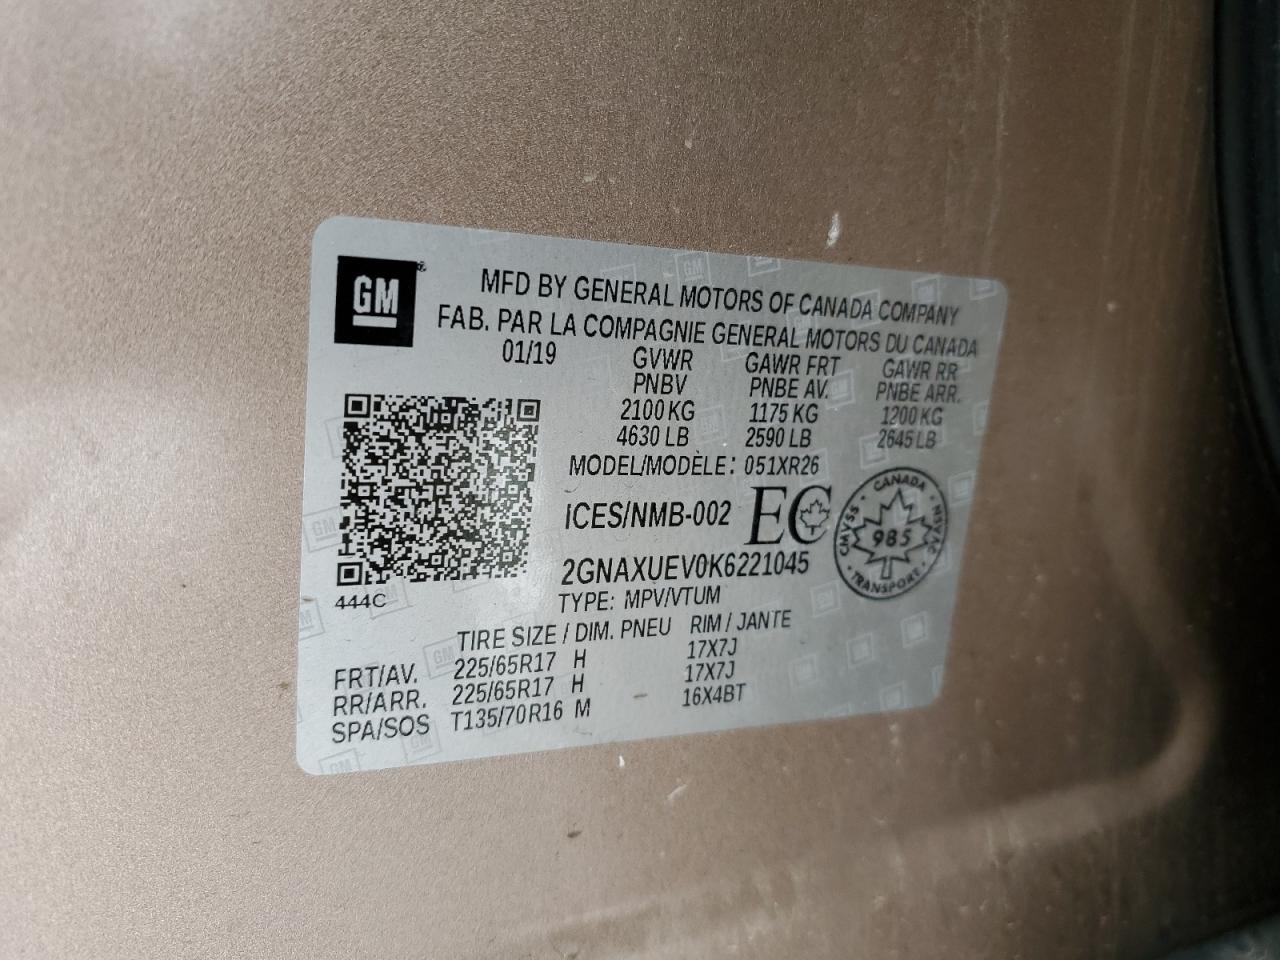 GM
MFD BY GENERAL MOTORS OF CANADA COMPANY
FAB. PAR LA COMPAGNIE GENERAL MOTORS DU CANADA
01/19 GVWR GAWR FRT GAWR RR
PNBV PNBE AV. PNBE ARR.
2100 KG 1175 KG 1200 KG
4630 LB 2590 LB 2645 LB
MODEL/MODÈLE: 051XR26
ICES/NMB-002 EC
CANADA
CMVSS 985 NSVAC
TRANSPORT
2GNAXUEV0K6221045
444C
TYPE: MPV/VTUM
TIRE SIZE / DIM. PNEU RIM / JANTE
FRT/AV. 225/65R17 H 17X7J
RR/ARR. 225/65R17 H 17X7J
SPA/SOS T135/70R16 M 16X4BT